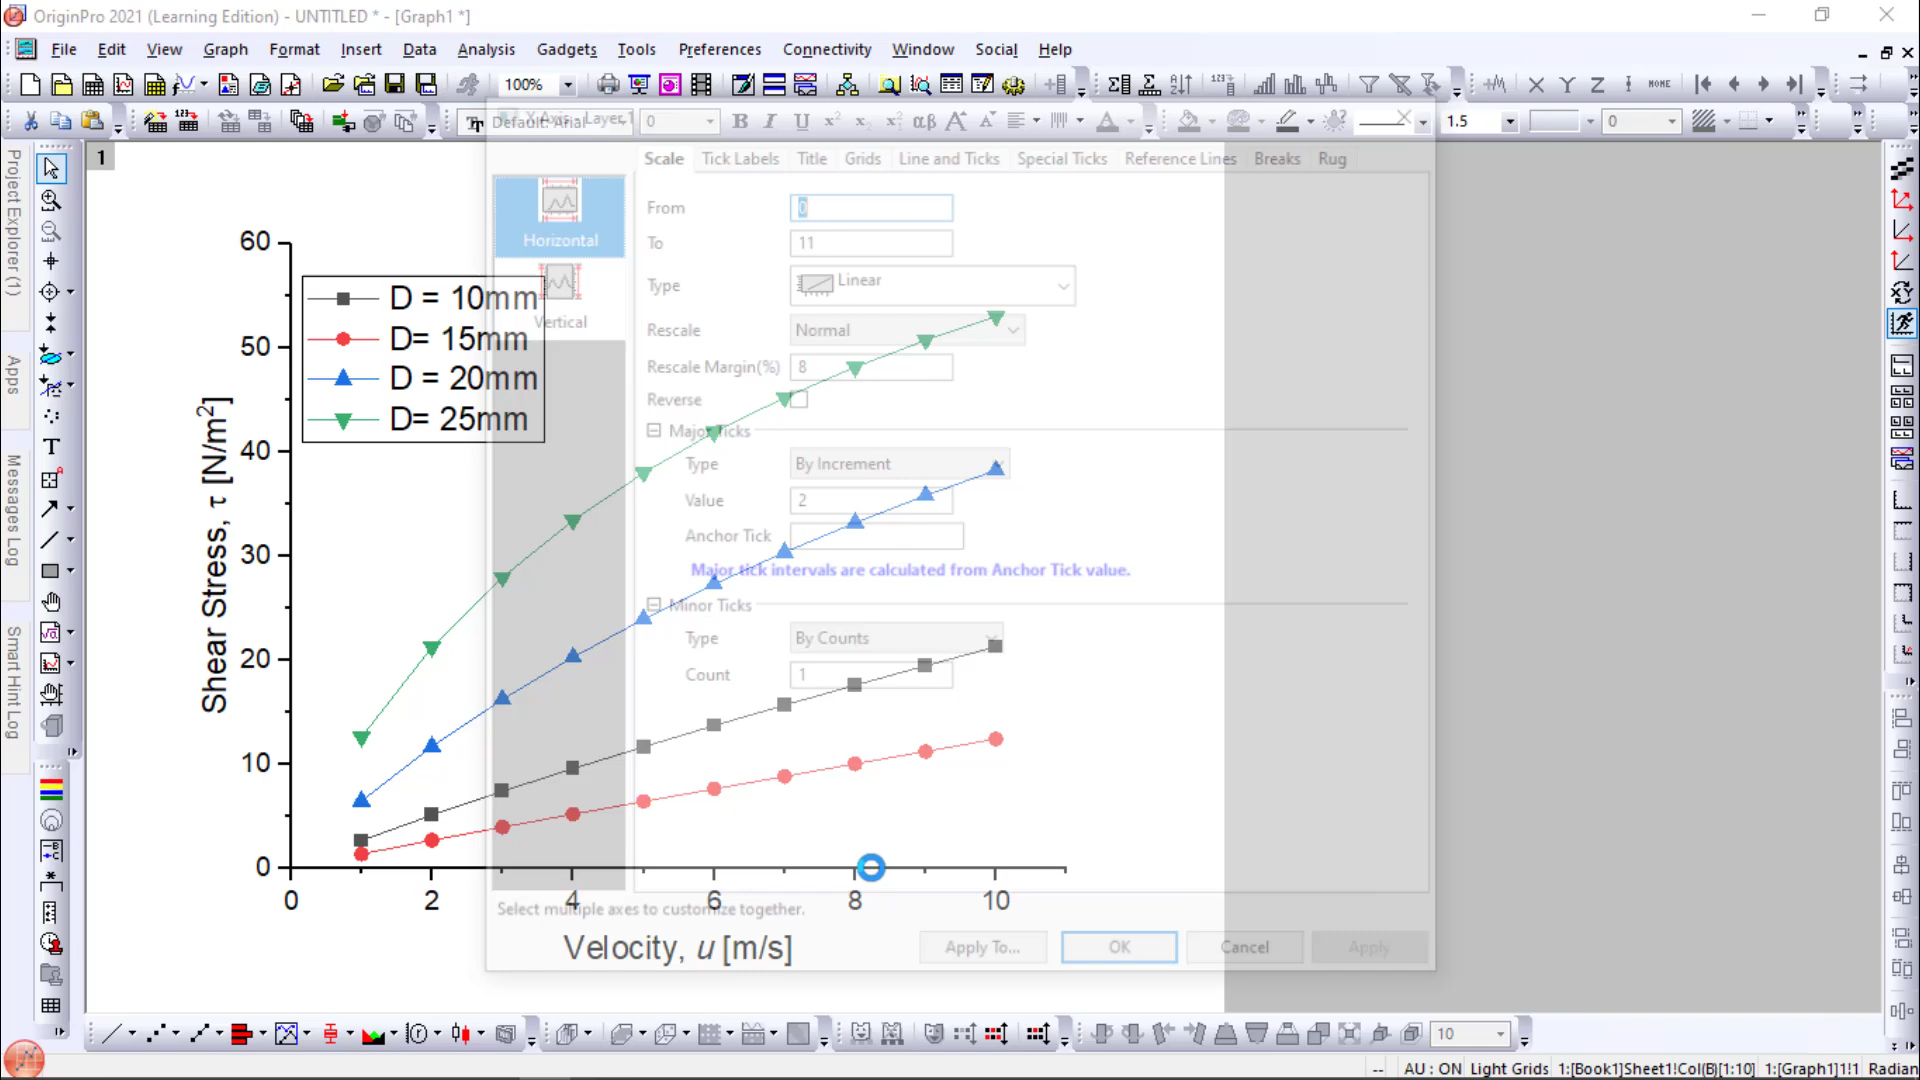 OriginPro 2021 (Learning Edition) - UNTITLED * - [Graph1 *]
File Edit View Graph Format Insert Data Analysis Gadgets Tools Preferences Connectivity Window Social Help
100% HOME
Default: Arial 0 B I U αβ A A 1.5 0
X Axis - Layer 1
1
Project Explorer (1)
Apps
Messages Log
Smart Hint Log
Scale Tick Labels Title Grids Line and Ticks Special Ticks Reference Lines Breaks Rug
Horizontal
Vertical
From 0
To 11
Type Linear
Rescale Normal
Rescale Margin(%) 8
Reverse
Major Ticks
Type By Increment
Value 2
Anchor Tick
Major tick intervals are calculated from Anchor Tick value.
Minor Ticks
Type By Counts
Count 1
Select multiple axes to customize together.
Apply To... OK Cancel Apply
D = 10mm
D= 15mm
D = 20mm
D= 25mm
60
50
40
30
20
10
0
Shear Stress, τ [N/m²]
0 2 4 6 8 10
Velocity, u [m/s]
10
-- AU : ON Light Grids 1:[Book1]Sheet1!Col(B)[1:10] 1:[Graph1]1!1 Radian